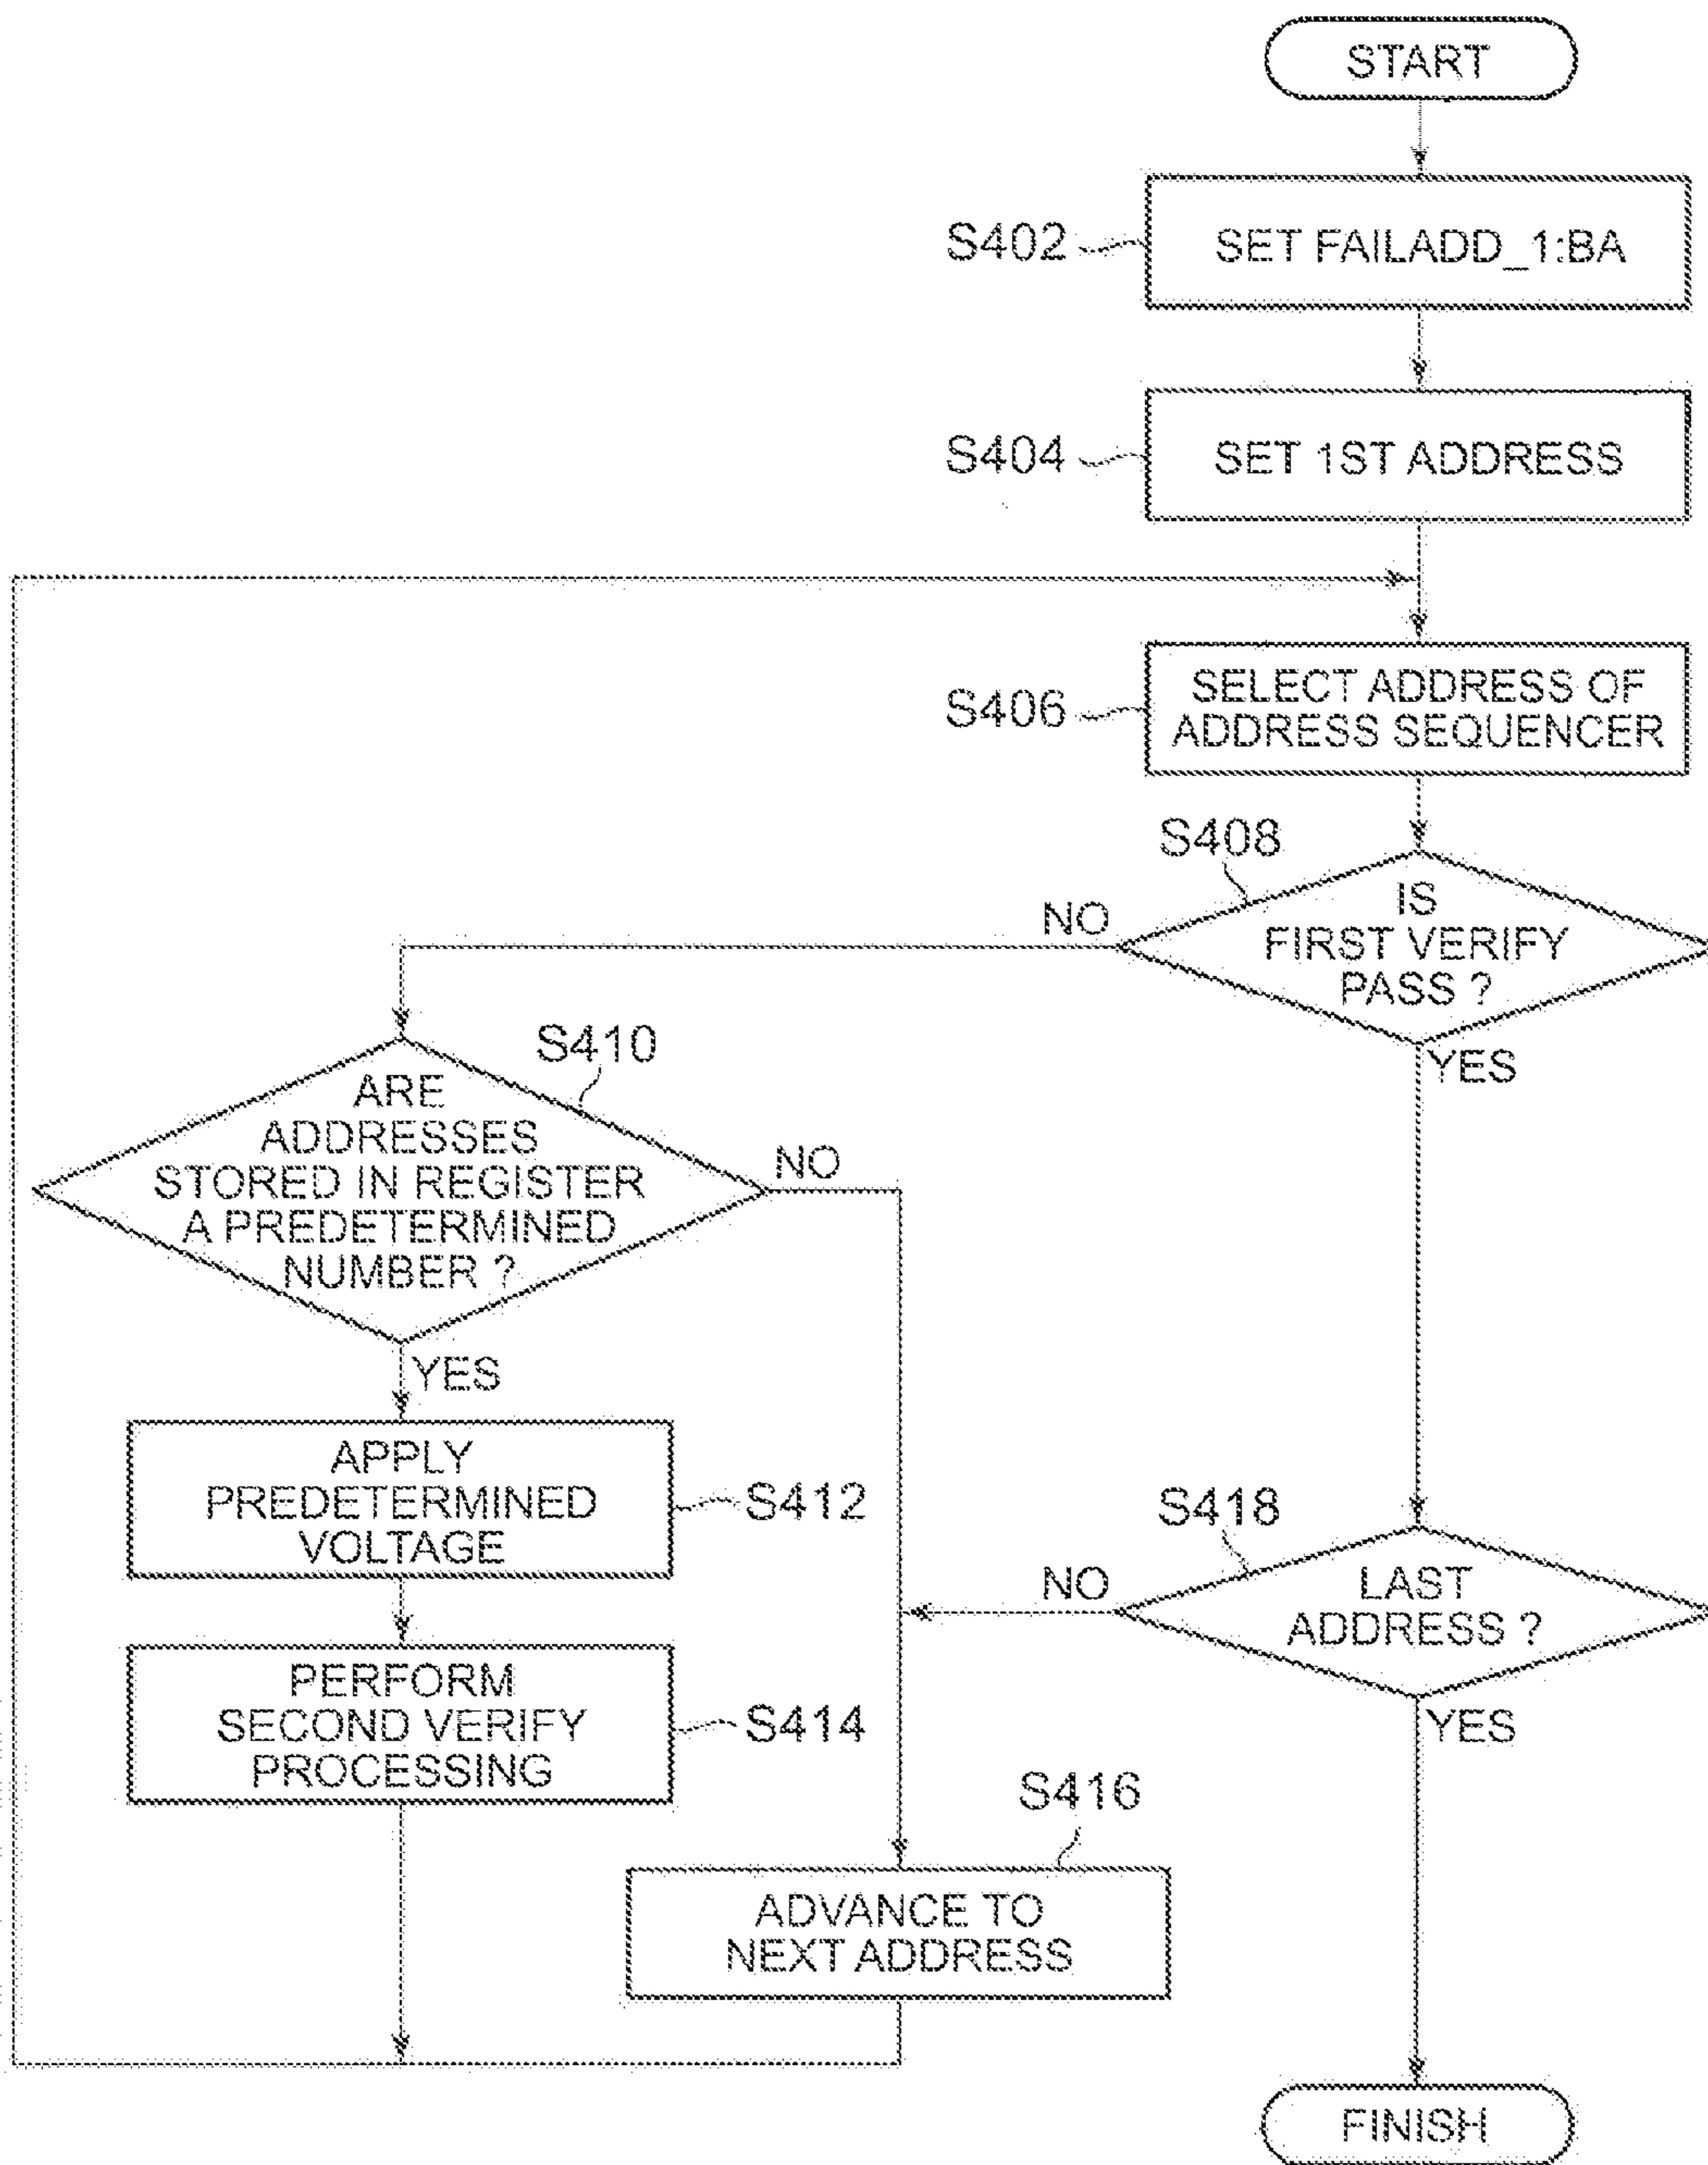 START
S402
SET FAILADD_1:BA
S404
SET 1ST ADDRESS
S406
SELECT ADDRESS OF
ADDRESS SEQUENCER
S408
IS
FIRST VERIFY
PASS ?
NO
YES
S410
ARE
ADDRESSES
STORED IN REGISTER
A PREDETERMINED
NUMBER ?
NO
YES
APPLY
PREDETERMINED
VOLTAGE
S412
PERFORM
SECOND VERIFY
PROCESSING
S414
S418
LAST
ADDRESS ?
NO
YES
S416
ADVANCE TO
NEXT ADDRESS
FINISH